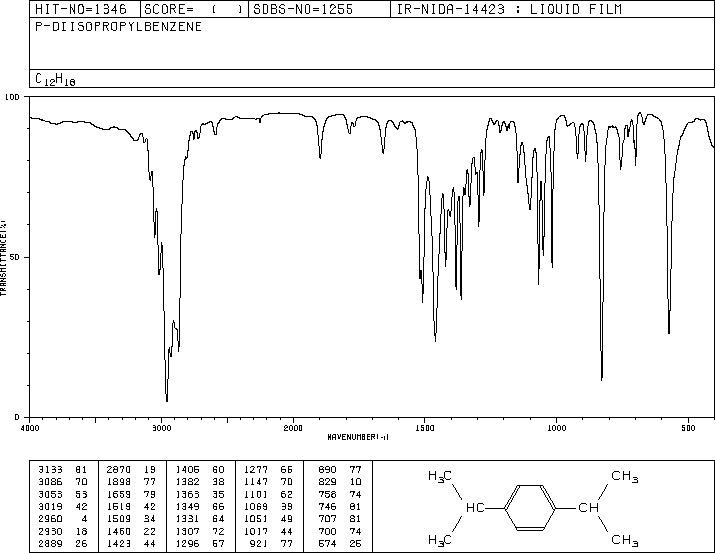 HIT-NO=1346 SCORE= ( ) SDBS-NO=1255 IR-NIDA-14423 : LIQUID FILM
P-DIISOPROPYLBENZENE
C12H18
100
50
0
TRANSMITTANCE(%)
4000 3000 2000 1500 1000 500
WAVENUMBER(-1)
3133 81 2870 19 1406 60 1277 66 890 77
3086 70 1898 77 1382 38 1147 70 829 10
3053 53 1659 79 1363 35 1101 62 758 74
3019 42 1519 42 1349 66 1069 39 746 81
2960 4 1509 34 1331 64 1051 49 707 81
2930 18 1460 22 1307 72 1017 44 700 74
2889 26 1423 44 1296 57 921 77 574 25
H3C CH3
HC CH
H3C CH3